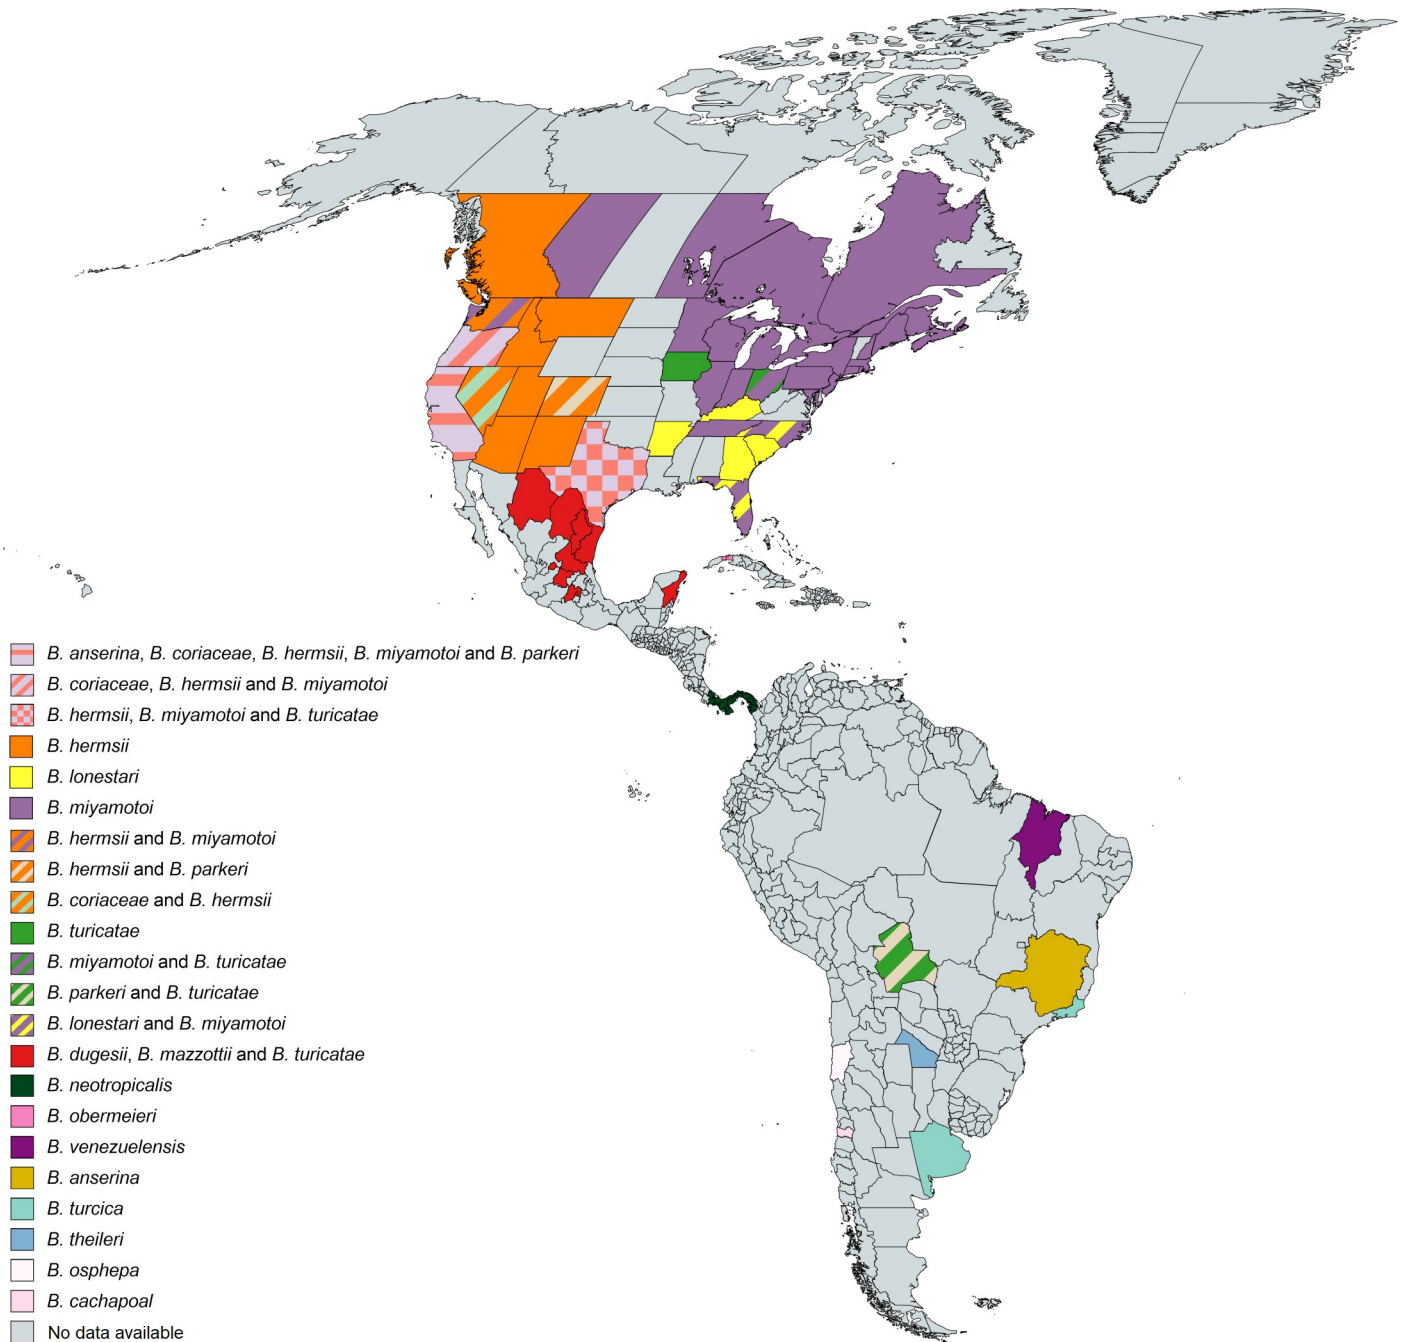 B. anserina, B. coriaceae, B. hermsii, B. miyamotoi and B. parkeri
B. coriaceae, B. hermsii and B. miyamotoi
B. hermsii, B. miyamotoi and B. turicatae
B. hermsii
B. lonestari
B. miyamotoi
B. hermsii and B. miyamotoi
B. hermsii and B. parkeri
B. coriaceae and B. hermsii
B. turicatae
B. miyamotoi and B. turicatae
B. parkeri and B. turicatae
B. lonestari and B. miyamotoi
B. dugesii, B. mazzottii and B. turicatae
B. neotropicalis
B. obermeieri
B. venezuelensis
B. anserina
B. turcica
B. theileri
B. osphepa
B. cachapoal
No data available